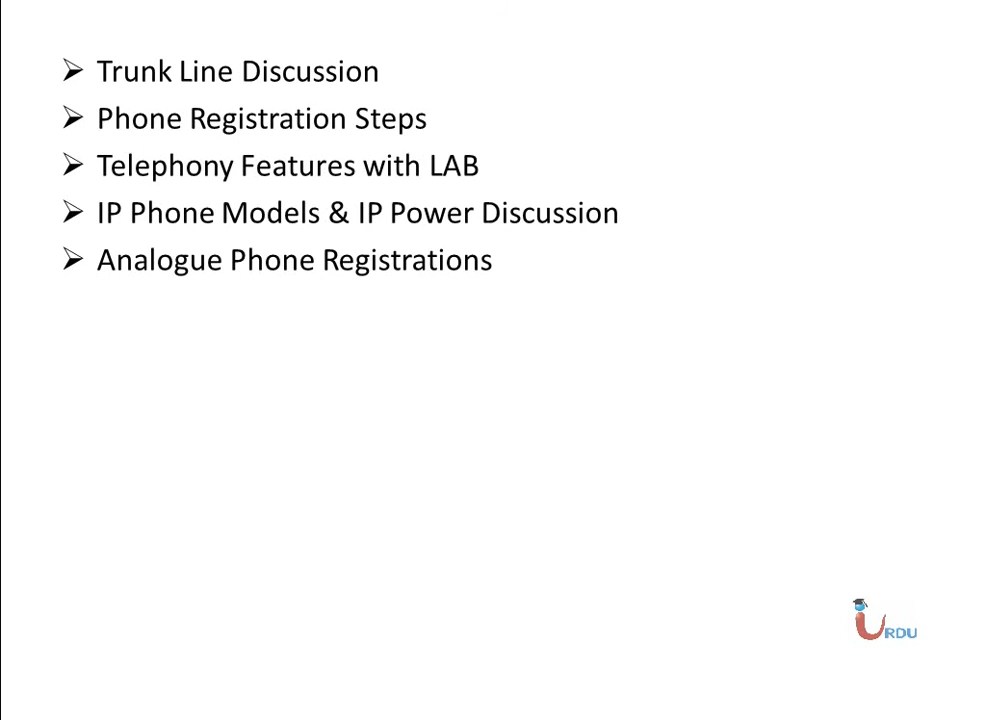 Trunk Line Discussion
Phone Registration Steps
Telephony Features with LAB
IP Phone Models & IP Power Discussion
Analogue Phone Registrations
URDU